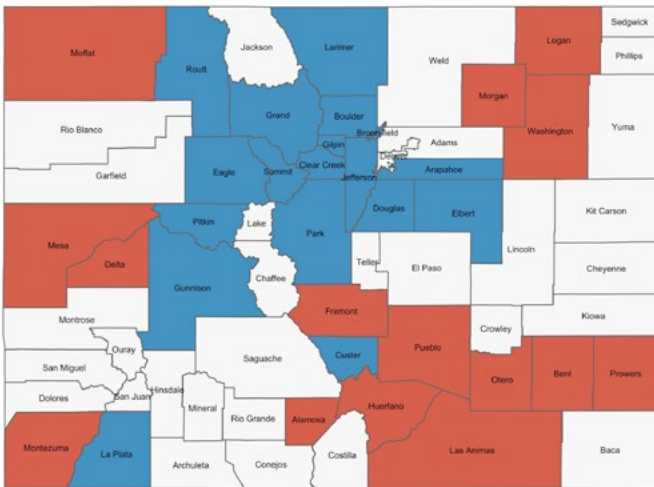 Sedgwick
Logan
Moffat
Jackson
Larimer
Phillips
Routt
Weld
Morgan
Grand
Boulder
Washington
Yuma
Rio Blanco
Broomfield
Gilpin
Adams
Garfield
Eagle
Summit
Clear Creek
Denver
Jefferson
Arapahoe
Pitkin
Lake
Park
Douglas
Elbert
Kit Carson
Mesa
Delta
Lincoln
Teller
El Paso
Cheyenne
Gunnison
Chaffee
Montrose
Fremont
Kiowa
Crowley
Ouray
Pueblo
Saguache
Custer
San Miguel
Otero
Bent
Prowers
Hinsdale
Dolores
San Juan
Mineral
Huerfano
Rio Grande
Alamosa
Montezuma
La Plata
Las Animas
Costilla
Baca
Archuleta
Conejos